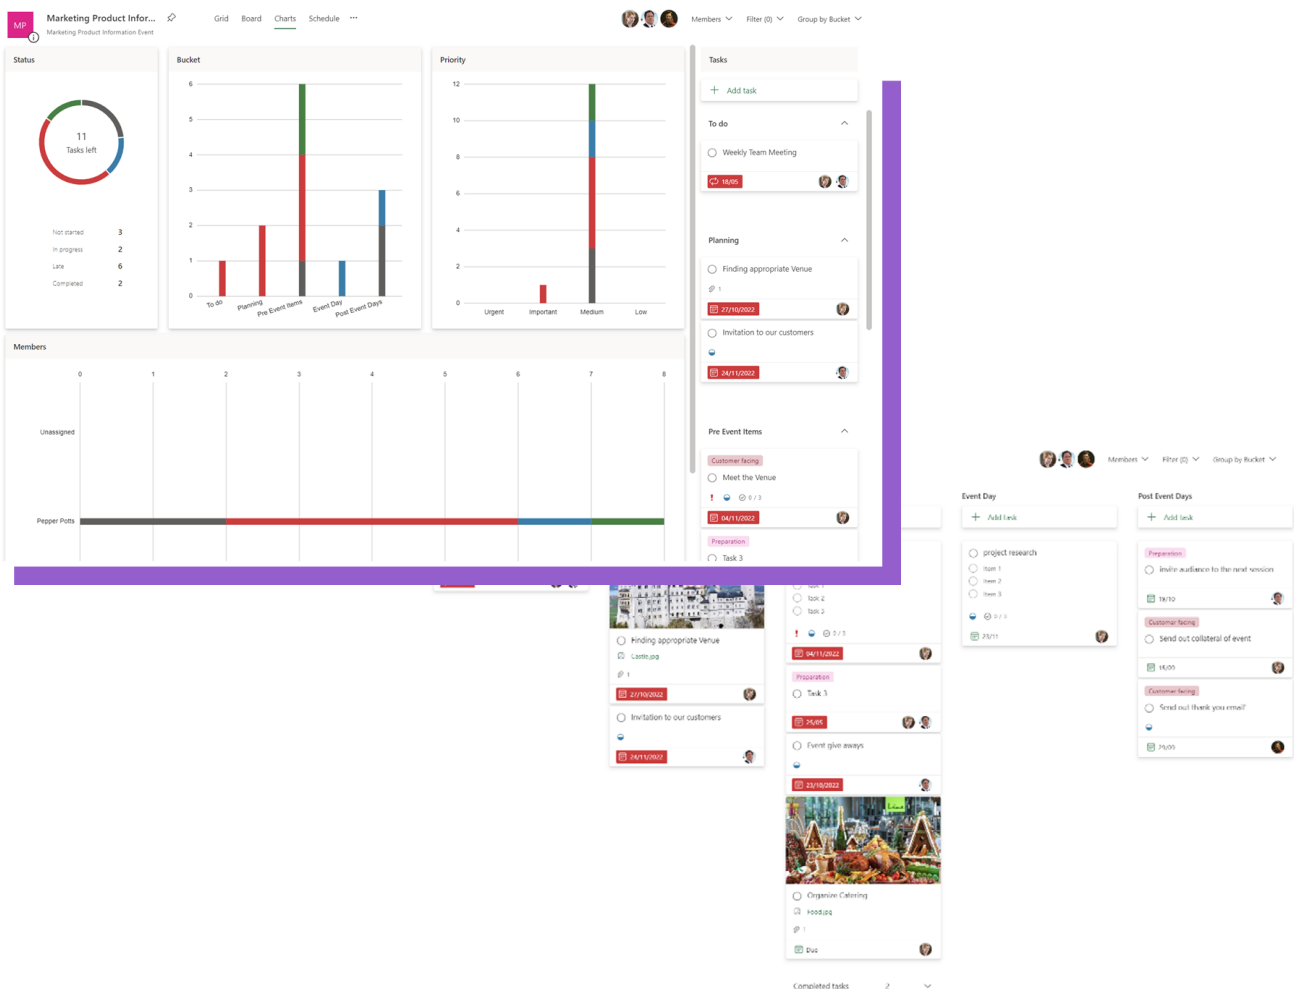 MP
Marketing Product Infor...
Marketing Product Information Event
Grid Board Charts Schedule ...
Members Filter (0) Group by Bucket
Status
11
Tasks left
Not started 3
In progress 2
Late 6
Completed 2
Bucket
6
5
4
3
2
1
0
To do Planning Pre Event Items Event Day Post Event Days
Priority
12
10
8
6
4
2
0
Urgent Important Medium Low
Members
0 1 2 3 4 5 6 7 8
Unassigned
Pepper Potts
Tasks
+ Add task
To do
Weekly Team Meeting
18/05
Planning
Finding appropriate Venue
1
27/10/2022
Invitation to our customers
24/11/2022
Pre Event Items
Customer facing
Meet the Venue
! 0 / 3
04/11/2022
Preparation
Task 3
Members Filter (0) Group by Bucket
Finding appropriate Venue
Castle.jpg
1
27/10/2022
Invitation to our customers
24/11/2022
Task 2
Task 3
! 0 / 3
04/11/2022
Preparation
Task 3
25/05
Event give aways
23/10/2022
Organize Catering
Food.jpg
1
Due
Completed tasks 2
Event Day
+ Add task
project research
Item 1
Item 2
Item 3
0 / 3
23/11
Post Event Days
+ Add task
Preparation
invite audiance to the next session
19/10
Customer facing
Send out collateral of event
Customer facing
Send out thank you email